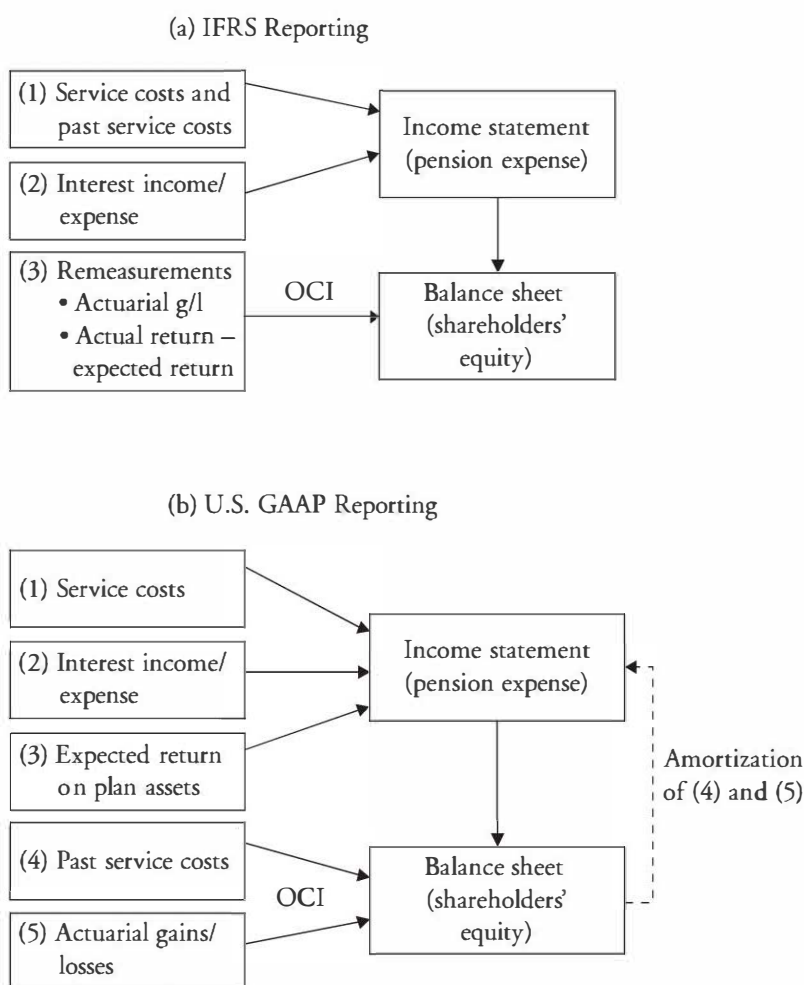 (a) IFRS Reporting
(1) Service costs and
past service costs
(2) Interest income/
expense
(3) Remeasurements
• Actuarial g/l
• Actual return –
expected return
OCI
Income statement
(pension expense)
Balance sheet
(shareholders'
equity)
(b) U.S. GAAP Reporting
(1) Service costs
(2) Interest income/
expense
(3) Expected return
on plan assets
(4) Past service costs
(5) Actuarial gains/
losses
OCI
Income statement
(pension expense)
Balance sheet
(shareholders'
equity)
Amortization
of (4) and (5)